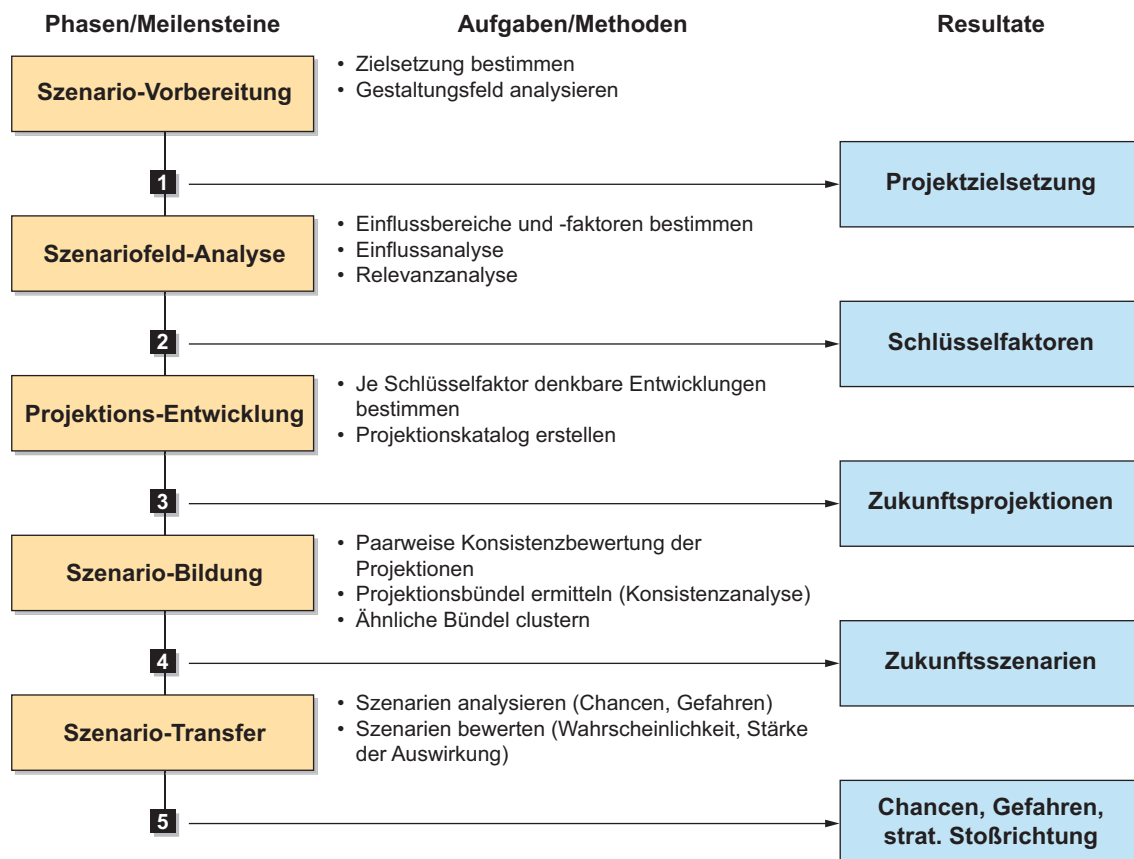 Phasen/Meilensteine
Aufgaben/Methoden
Resultate
Szenario-Vorbereitung
• Zielsetzung bestimmen
• Gestaltungsfeld analysieren
1
Projektzielsetzung
Szenariofeld-Analyse
• Einflussbereiche und -faktoren bestimmen
• Einflussanalyse
• Relevanzanalyse
2
Schlüsselfaktoren
Projektions-Entwicklung
• Je Schlüsselfaktor denkbare Entwicklungen
bestimmen
• Projektionskatalog erstellen
3
Zukunftsprojektionen
Szenario-Bildung
• Paarweise Konsistenzbewertung der
Projektionen
• Projektionsbündel ermitteln (Konsistenzanalyse)
• Ähnliche Bündel clustern
4
Zukunftsszenarien
Szenario-Transfer
• Szenarien analysieren (Chancen, Gefahren)
• Szenarien bewerten (Wahrscheinlichkeit, Stärke
der Auswirkung)
5
Chancen, Gefahren,
strat. Stoßrichtung